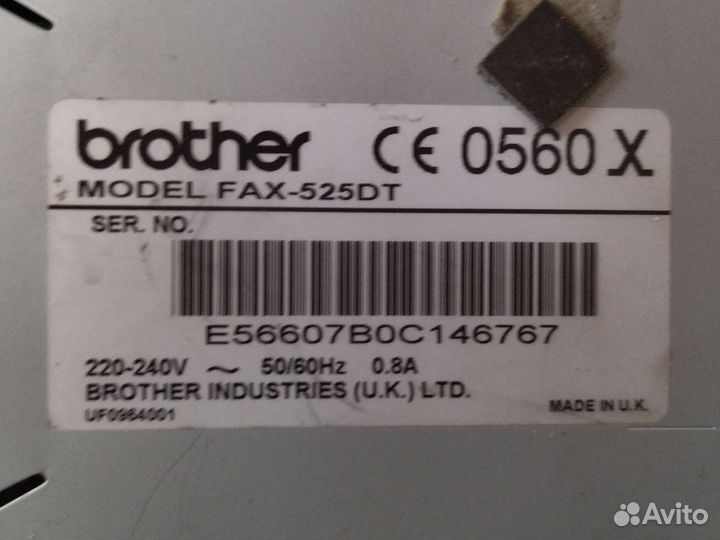 brother CE 0560 X
MODEL FAX-525DT
SER. NO.
E56607B0C146767
220-240V ~ 50/60Hz 0.8A
BROTHER INDUSTRIES (U.K.) LTD.
UF0964001 MADE IN U.K.
Avito